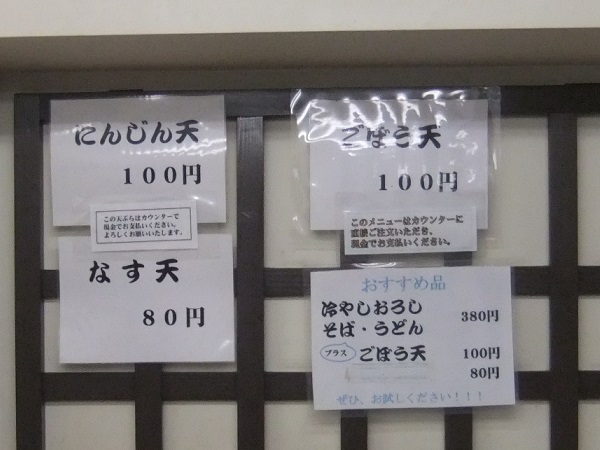 にんじん天
100円
この天ぷらはカウンターで
現金でお支払いください。
よろしくお願いいたします。
なす天
80円
ごぼう天
100円
このメニューはカウンターに
直接ご注文いただき、
現金でお支払いください。
おすすめ品
冷やしおろし
そば・うどん 380円
プラス ごぼう天 100円
80円
ぜひ、お試しください!!!